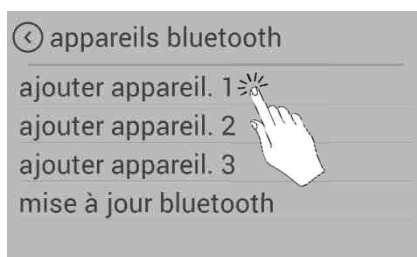 appareils bluetooth
ajouter appareil. 1
ajouter appareil. 2
ajouter appareil. 3
mise à jour bluetooth